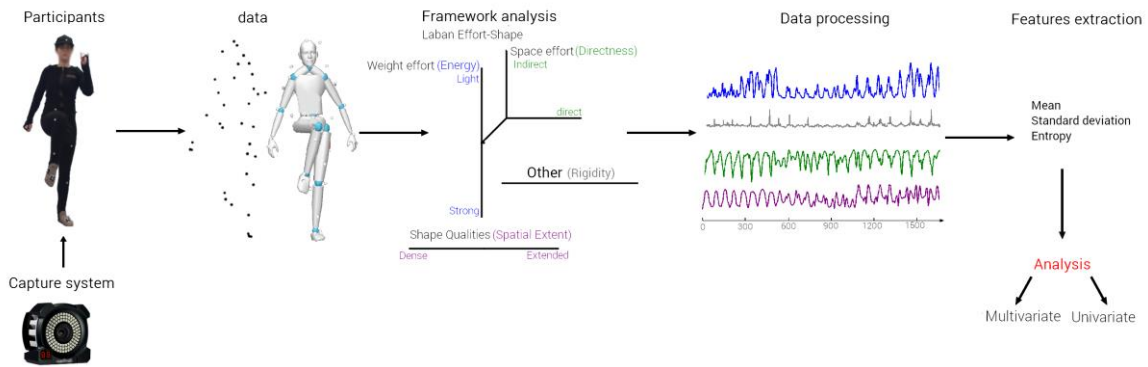 Participants
data
Framework analysis
Laban Effort-Shape
Space effort (Directness)
Indirect
Weight effort (Energy)
Light
direct
Other (Rigidity)
Strong
Shape Qualities (Spatial Extent)
Dense
Extended
Data processing
0
300
600
900
1200
1500
Features extraction
Mean
Standard deviation
Entropy
Analysis
Multivariate
Univariate
Capture system